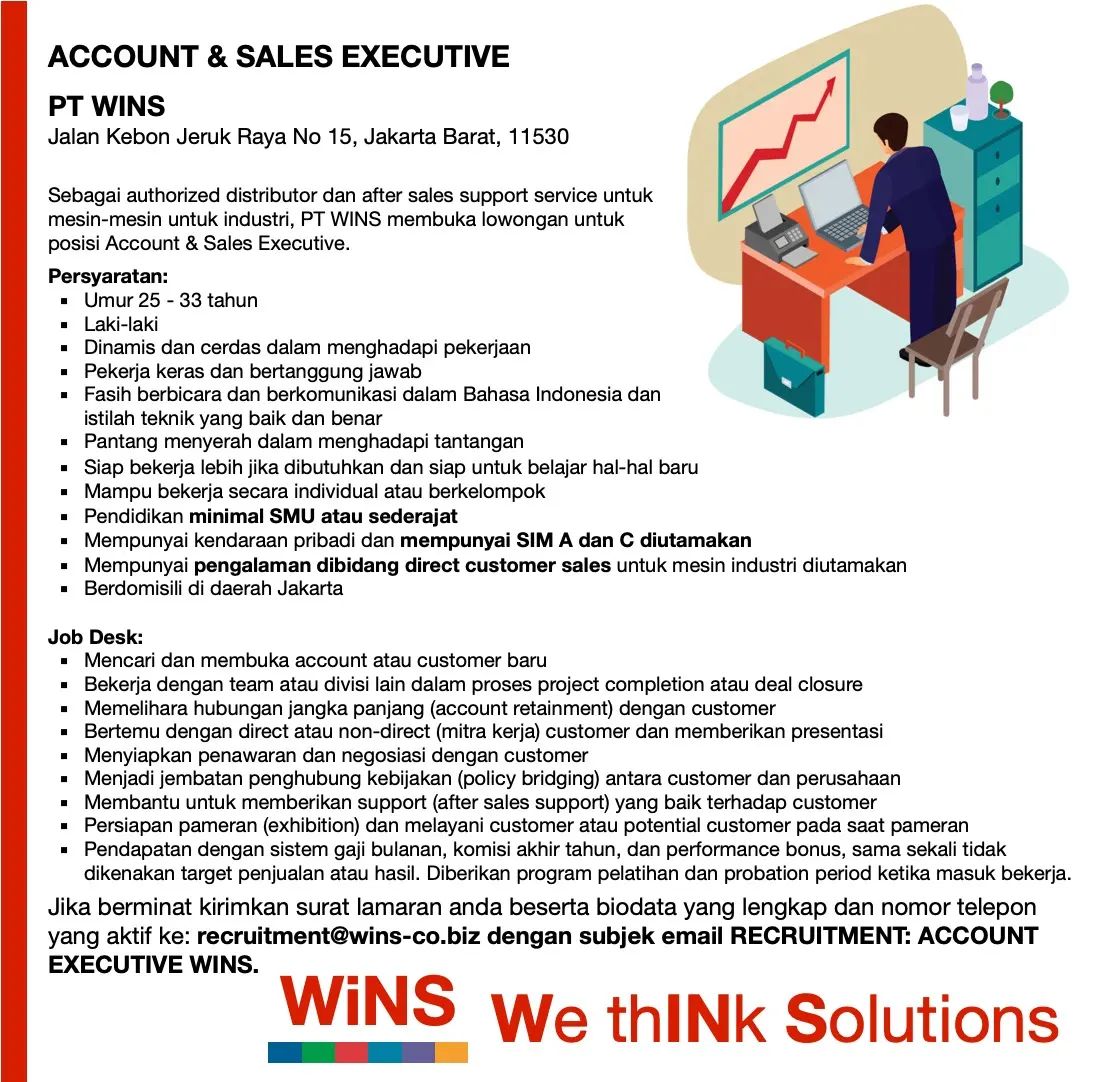 ACCOUNT & SALES EXECUTIVE
PT WINS
Jalan Kebon Jeruk Raya No 15, Jakarta Barat, 11530
Sebagai authorized distributor dan after sales support service untuk
mesin-mesin untuk industri, PT WINS membuka lowongan untuk
posisi Account & Sales Executive.
Persyaratan:
▪ Umur 25 - 33 tahun
▪ Laki-laki
▪ Dinamis dan cerdas dalam menghadapi pekerjaan
▪ Pekerja keras dan bertanggung jawab
▪ Fasih berbicara dan berkomunikasi dalam Bahasa Indonesia dan
istilah teknik yang baik dan benar
▪ Pantang menyerah dalam menghadapi tantangan
▪ Siap bekerja lebih jika dibutuhkan dan siap untuk belajar hal-hal baru
▪ Mampu bekerja secara individual atau berkelompok
▪ Pendidikan minimal SMU atau sederajat
▪ Mempunyai kendaraan pribadi dan mempunyai SIM A dan C diutamakan
▪ Mempunyai pengalaman dibidang direct customer sales untuk mesin industri diutamakan
▪ Berdomisili di daerah Jakarta
Job Desk:
▪ Mencari dan membuka account atau customer baru
▪ Bekerja dengan team atau divisi lain dalam proses project completion atau deal closure
▪ Memelihara hubungan jangka panjang (account retainment) dengan customer
▪ Bertemu dengan direct atau non-direct (mitra kerja) customer dan memberikan presentasi
▪ Menyiapkan penawaran dan negosiasi dengan customer
▪ Menjadi jembatan penghubung kebijakan (policy bridging) antara customer dan perusahaan
▪ Membantu untuk memberikan support (after sales support) yang baik terhadap customer
▪ Persiapan pameran (exhibition) dan melayani customer atau potential customer pada saat pameran
▪ Pendapatan dengan sistem gaji bulanan, komisi akhir tahun, dan performance bonus, sama sekali tidak
dikenakan target penjualan atau hasil. Diberikan program pelatihan dan probation period ketika masuk bekerja.
Jika berminat kirimkan surat lamaran anda beserta biodata yang lengkap dan nomor telepon
yang aktif ke: recruitment@wins-co.biz dengan subjek email RECRUITMENT: ACCOUNT
EXECUTIVE WINS.
WiNS
We thINk Solutions